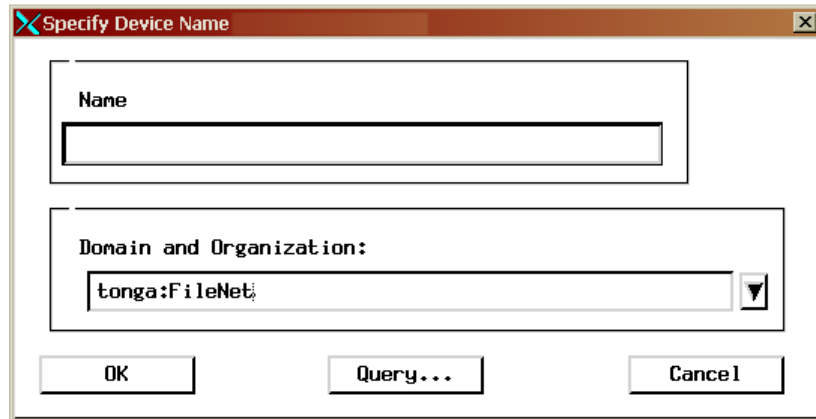 Specify Device Name
Name
Domain and Organization:
tonga:FileNet
OK
Query...
Cancel